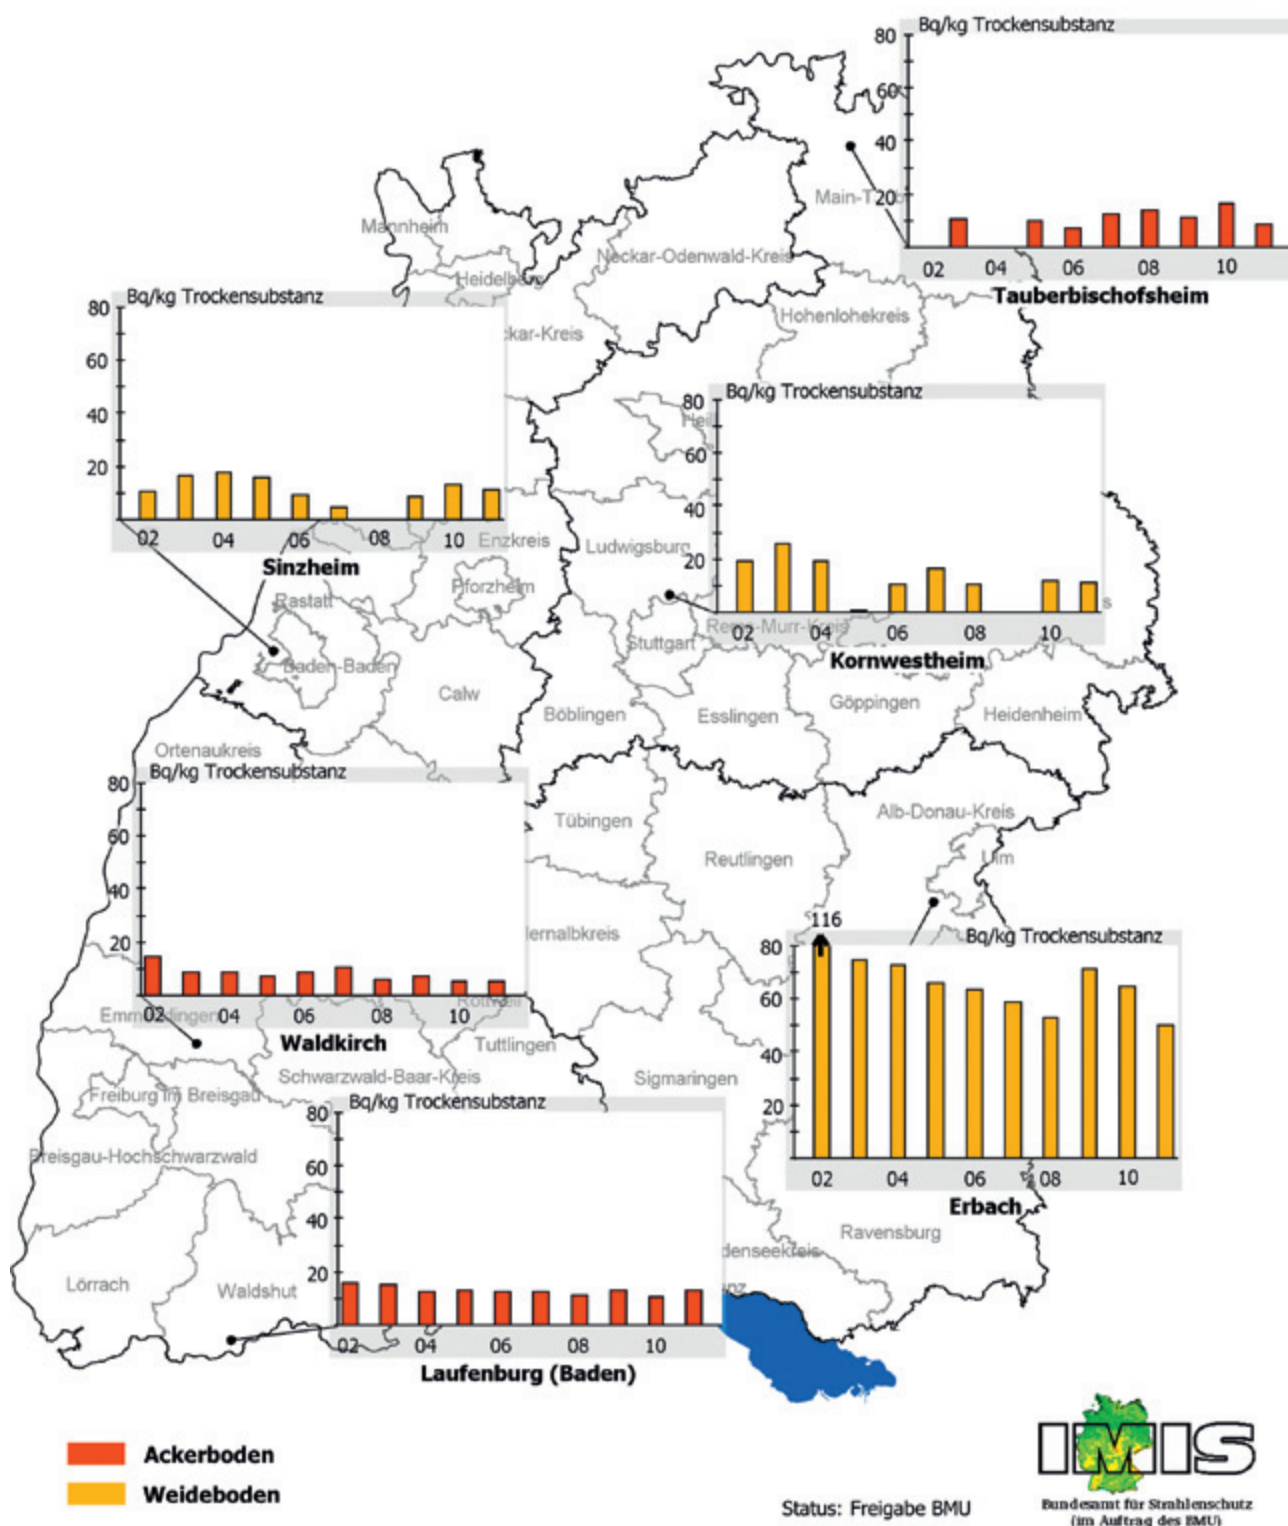 Bq/kg Trockensubstanz
80
60
40
20
02 04 06 08 10
Tauberbischofsheim
Mannheim
Heidelberg
Neckar-Odenwald-Kreis
Hohenlohekreis
Bq/kg Trockensubstanz
80
60
40
20
02 04 06 08 10
Sinzheim
Bq/kg Trockensubstanz
80
60
40
20
02 04 06 08 10
Kornwestheim
Enzkreis
Ludwigsburg
Pforzheim
Rastatt
Baden-Baden
Stuttgart
Rems-Murr-Kreis
Calw
Böblingen
Esslingen
Göppingen
Heidenheim
Ortenaukreis
Bq/kg Trockensubstanz
80
60
40
20
02 04 06 08 10
Waldkirch
Tübingen
Reutlingen
Alb-Donau-Kreis
Ulm
116
Bq/kg Trockensubstanz
80
60
40
20
02 04 06 08 10
Erbach
Emmendingen
Rottweil
Tuttlingen
Schwarzwald-Baar-Kreis
Sigmaringen
Freiburg im Breisgau
Breisgau-Hochschwarzwald
Bq/kg Trockensubstanz
80
60
40
20
02 04 06 08 10
Laufenburg (Baden)
Ravensburg
Lörrach
Waldshut
Ackerboden
Weideboden
Status: Freigabe BMU
IMIS
Bundesamt für Strahlenschutz
(im Auftrag des BMU)